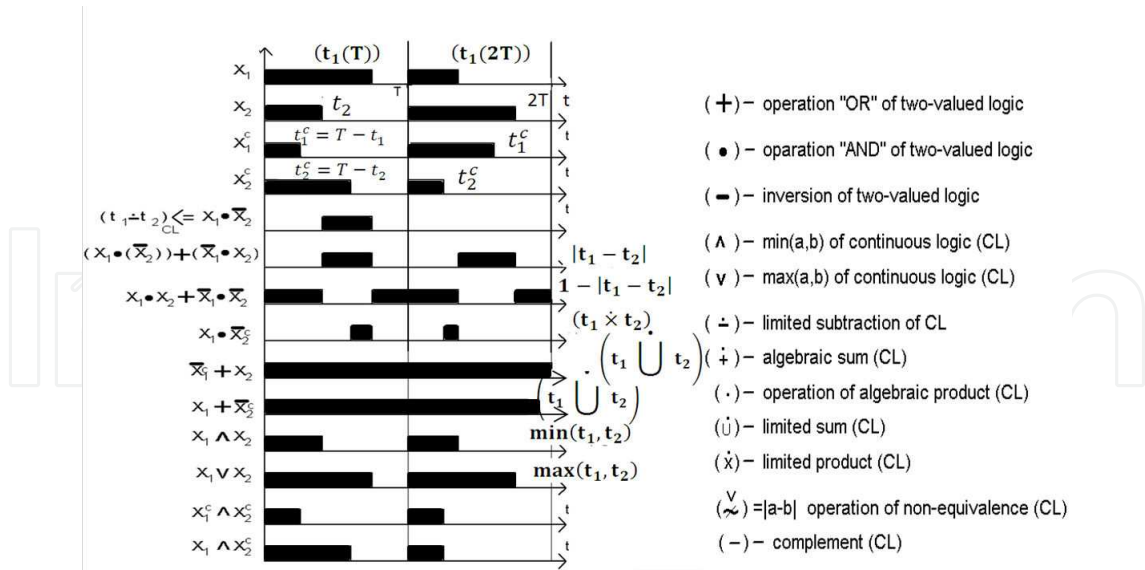 (t₁(T)) (t₁(2T))
X₁
X₂ t₂ T 2T t
X₁ᶜ t₁ᶜ = T − t₁ t₁ᶜ t
X₂ᶜ t₂ᶜ = T − t₂ t₂ᶜ t
(t₁∸t₂)<= X₁•X̅₂ t
CL
(X₁•(X̅₂))+(X̅₁•X₂) |t₁ − t₂|
X₁•X₂+X̅₁•X̅₂ 1 − |t₁ − t₂|
X₁•X̅₂ᶜ (t₁ ẋ t₂)
X̅₁ᶜ+X₂ (t₁ ⋃̇ t₂)
X₁+X̅₂ᶜ (t₁ ⋃̇ t₂)
X₁∧X₂ min(t₁, t₂)
X₁∨X₂ max(t₁, t₂)
X₁ᶜ∧X₂ᶜ t
X₁∧X₂ᶜ t
(+)– operation "OR" of two-valued logic
(•)– oparation "AND" of two-valued logic
(−)– inversion of two-valued logic
(∧)– min(a,b) of continuous logic (CL)
(∨)– max(a,b) of continuous logic (CL)
(∸)– limited subtraction of CL
(∔)– algebraic sum (CL)
(·)– operation of algebraic product (CL)
(u̇)– limited sum (CL)
(ẋ)– limited product (CL)
(≁̌)=|a-b| operation of non-equivalence (CL)
(−)– complement (CL)